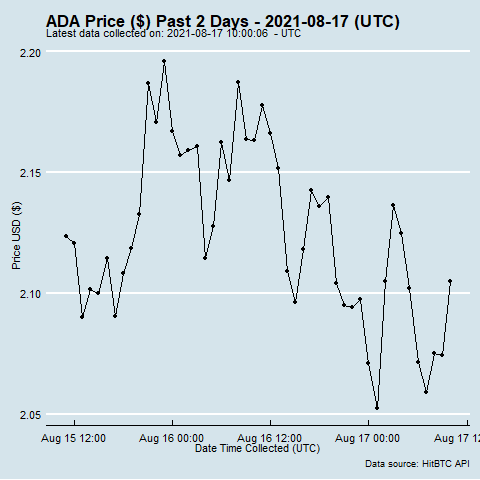 ADA Price ($) Past 2 Days - 2021-08-17 (UTC)
Latest data collected on: 2021-08-17 10:00:06 - UTC
2.20
2.15
2.10
2.05
Price USD ($)
Aug 15 12:00 Aug 16 00:00 Aug 16 12:00 Aug 17 00:00 Aug 17 12
Date Time Collected (UTC)
Data source: HitBTC API